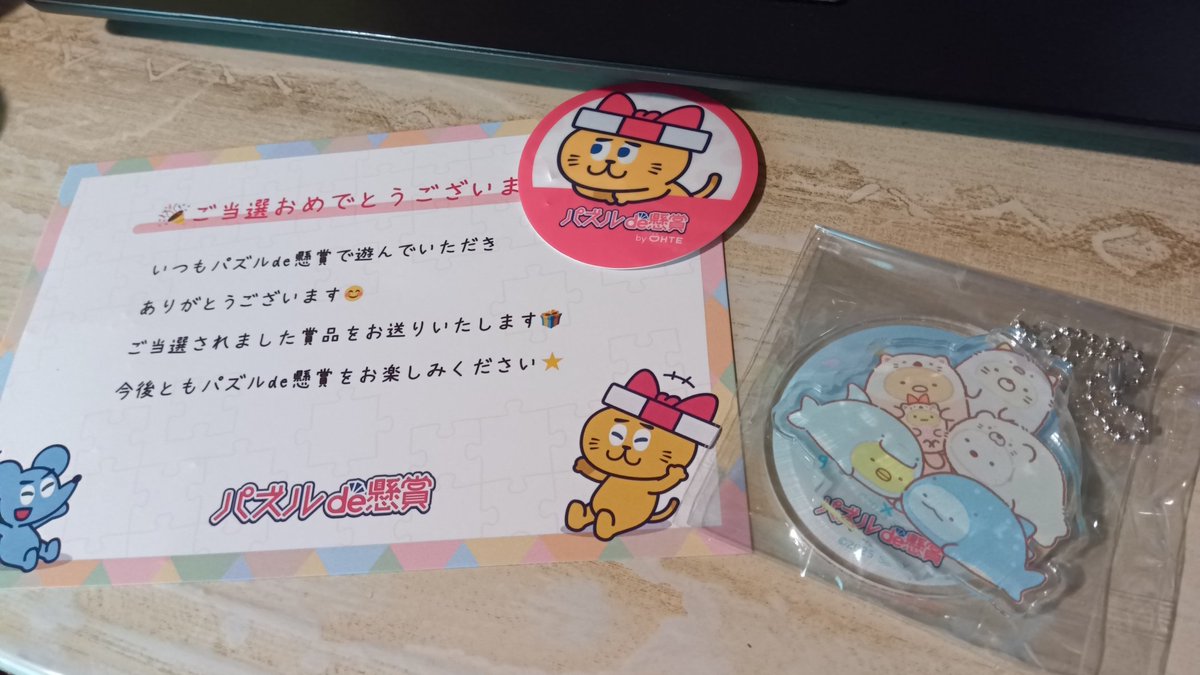 🎉ご当選おめでとうございま
いつもパズルde懸賞で遊んでいただき
ありがとうございます😊
ご当選されました賞品をお送りいたします🎁
今後ともパズルde懸賞をお楽しみください⭐
パズルde懸賞
パズルde懸賞
by OHTE
パズルde懸賞